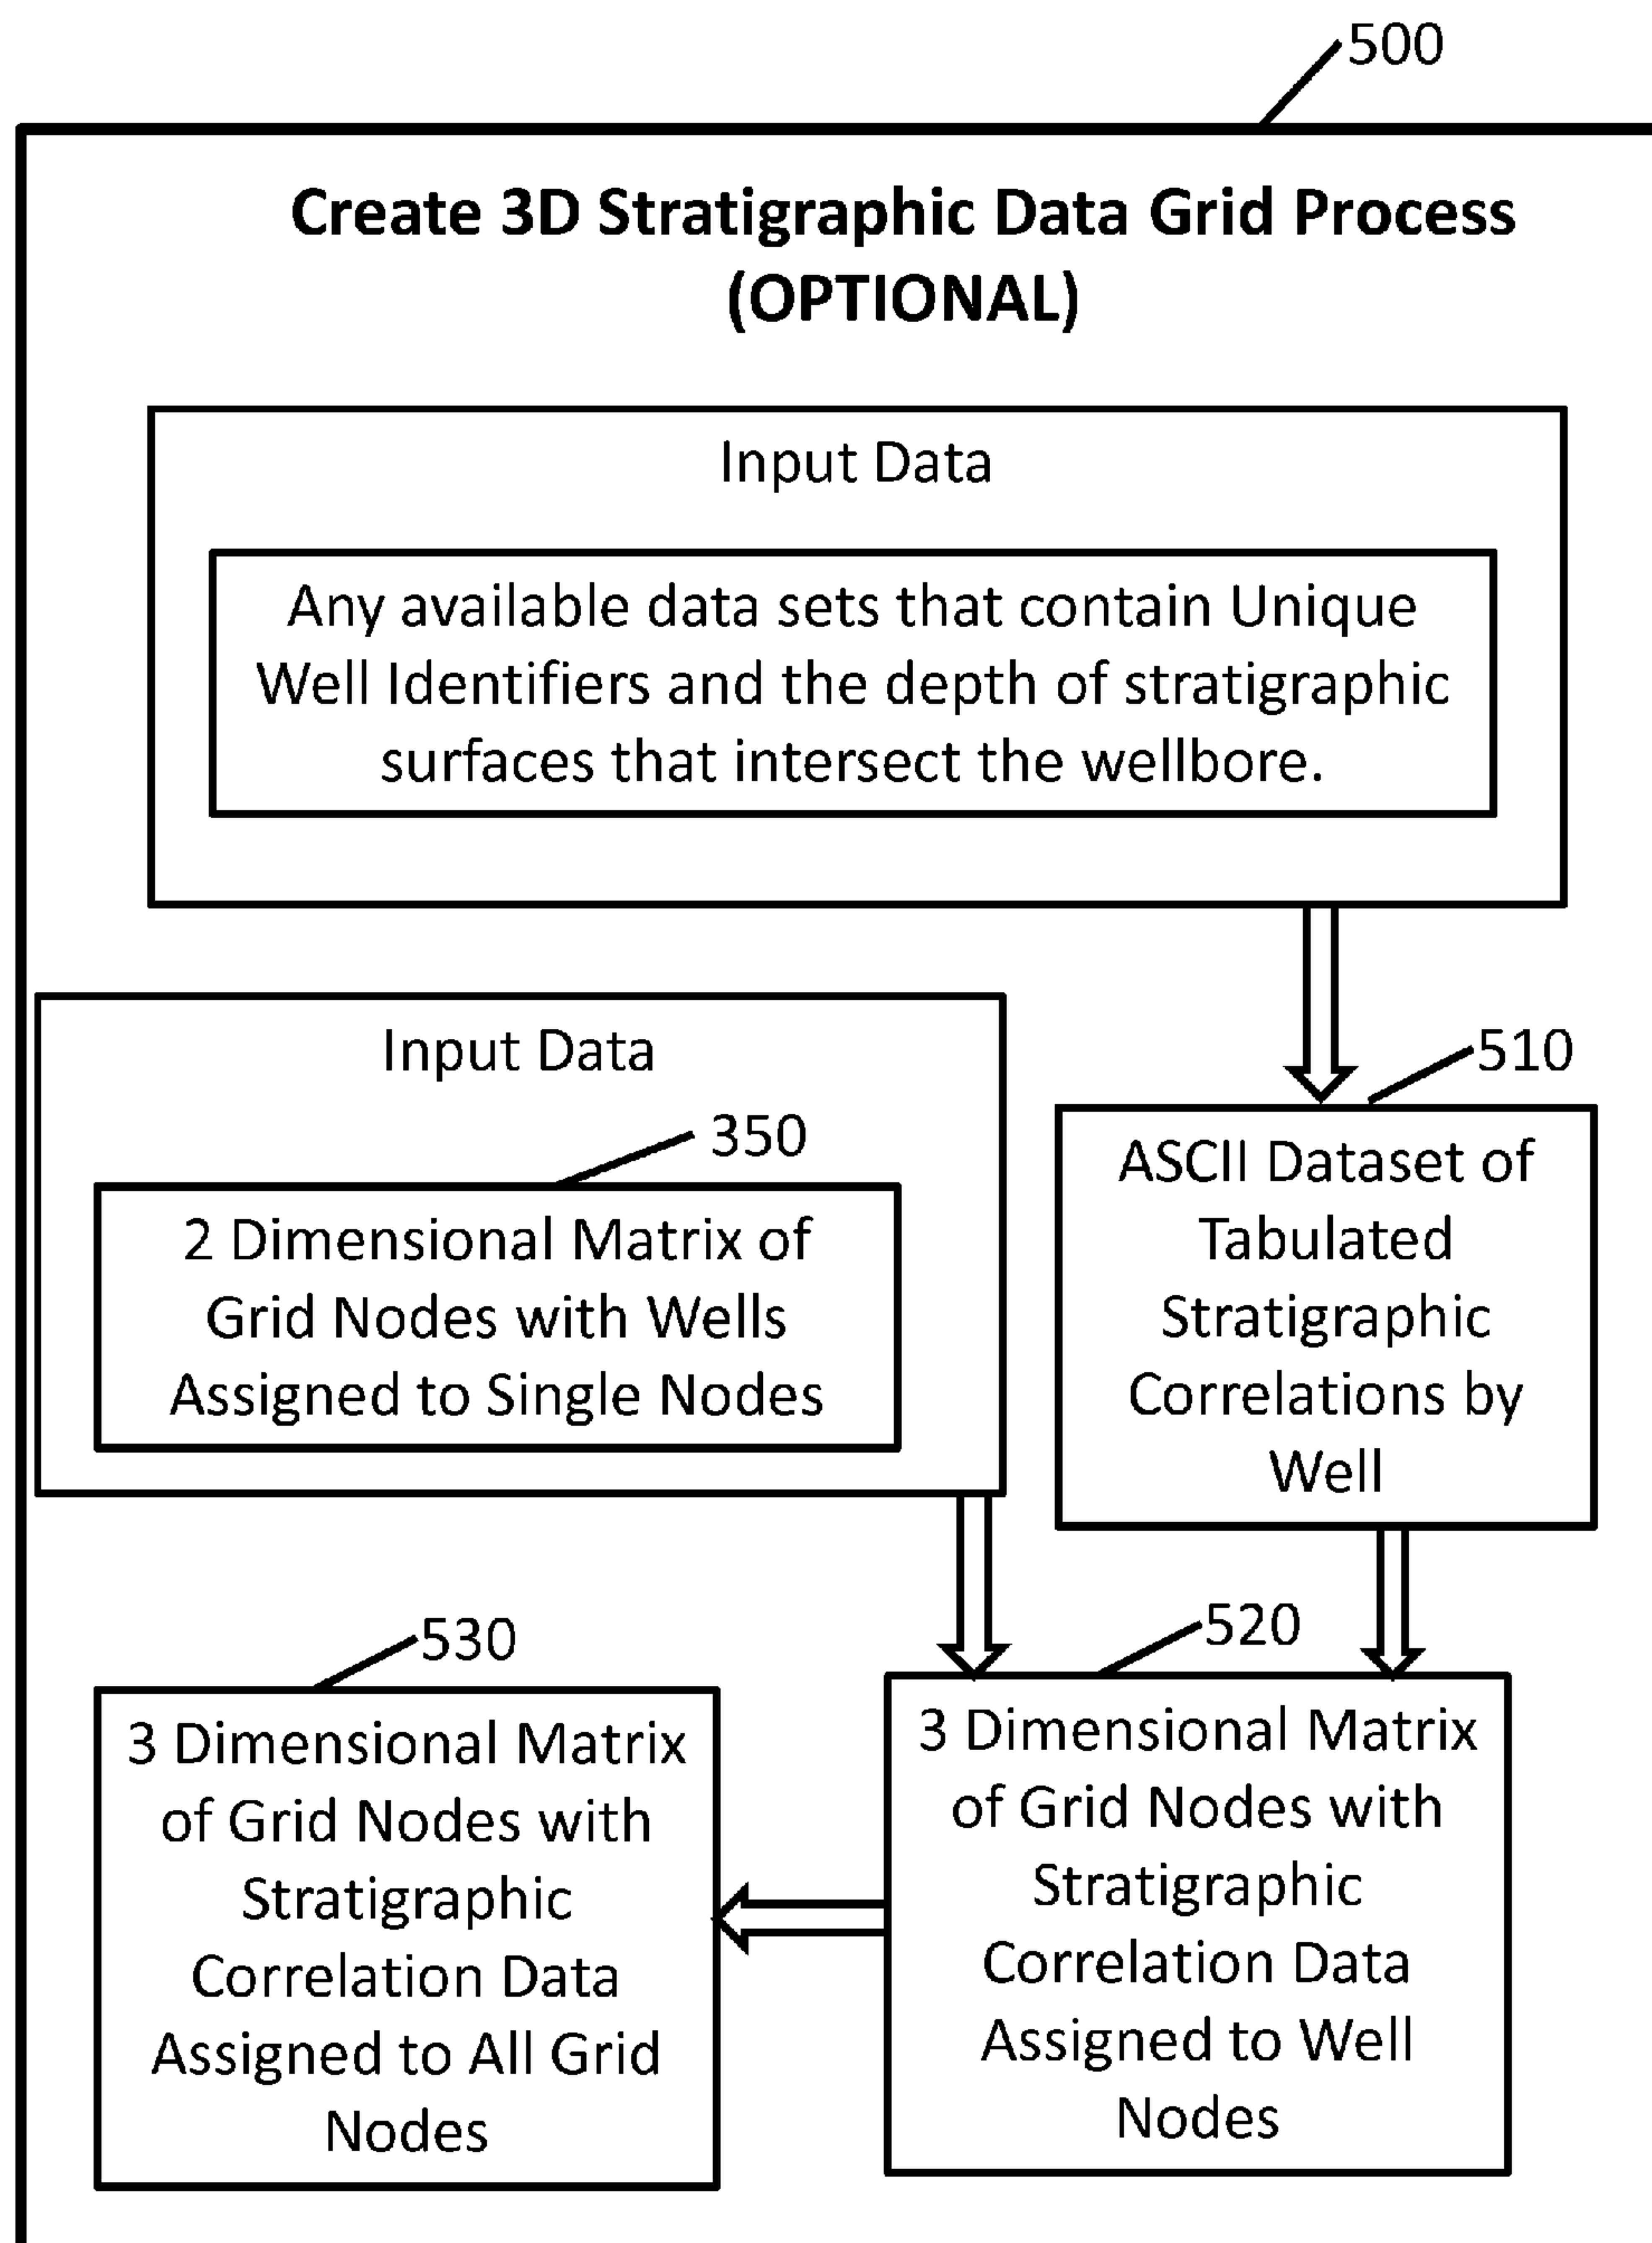 500
Create 3D Stratigraphic Data Grid Process
(OPTIONAL)
Input Data
Any available data sets that contain Unique
Well Identifiers and the depth of stratigraphic
surfaces that intersect the wellbore.
Input Data
350
2 Dimensional Matrix of
Grid Nodes with Wells
Assigned to Single Nodes
510
ASCII Dataset of
Tabulated
Stratigraphic
Correlations by
Well
520
3 Dimensional Matrix
of Grid Nodes with
Stratigraphic
Correlation Data
Assigned to Well
Nodes
530
3 Dimensional Matrix
of Grid Nodes with
Stratigraphic
Correlation Data
Assigned to All Grid
Nodes